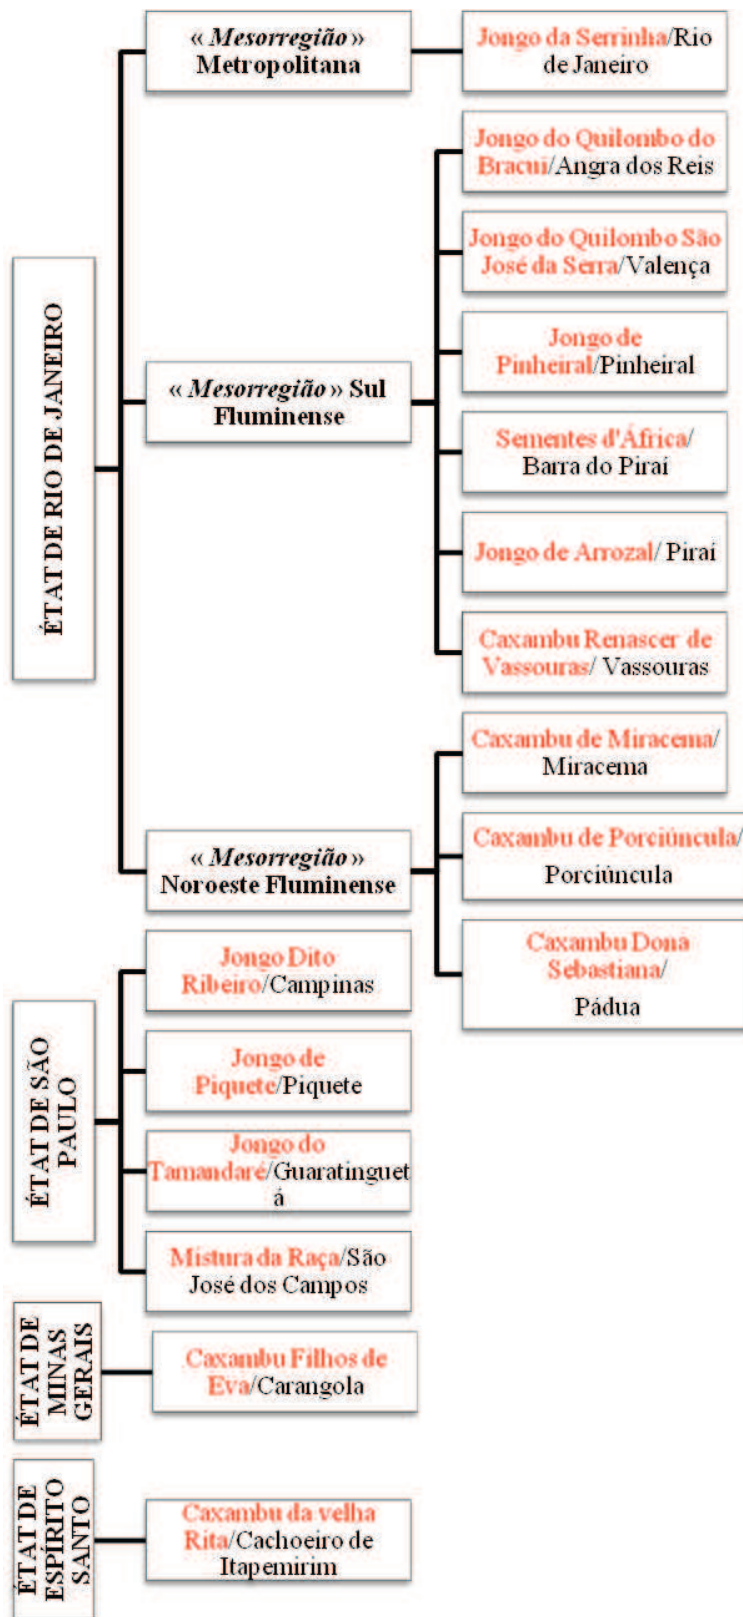 ÉTAT DE RIO DE JANEIRO
« Mesorregião »
Metropolitana
Jongo da Serrinha/Rio
de Janeiro
« Mesorregião » Sul
Fluminense
Jongo do Quilombo do
Bracuí/Angra dos Reis
Jongo do Quilombo São
José da Serra/Valença
Jongo de
Pinheiral/Pinheiral
Sementes d'África/
Barra do Piraí
Jongo de Arrozal/ Piraí
Caxambu Renascer de
Vassouras/ Vassouras
« Mesorregião »
Noroeste Fluminense
Caxambu de Miracema/
Miracema
Caxambu de Porciúncula/
Porciúncula
Caxambu Dona
Sebastiana/
Pádua
ÉTAT DE SÃO
PAULO
Jongo Dito
Ribeiro/Campinas
Jongo de
Piquete/Piquete
Jongo do
Tamandaré/Guaratinguet
á
Mistura da Raça/São
José dos Campos
ÉTAT DE
MINAS
GERAIS
Caxambu Filhos de
Eva/Carangola
ÉTAT DE
ESPÍRITO
SANTO
Caxambu da velha
Rita/Cachoeiro de
Itapemirim